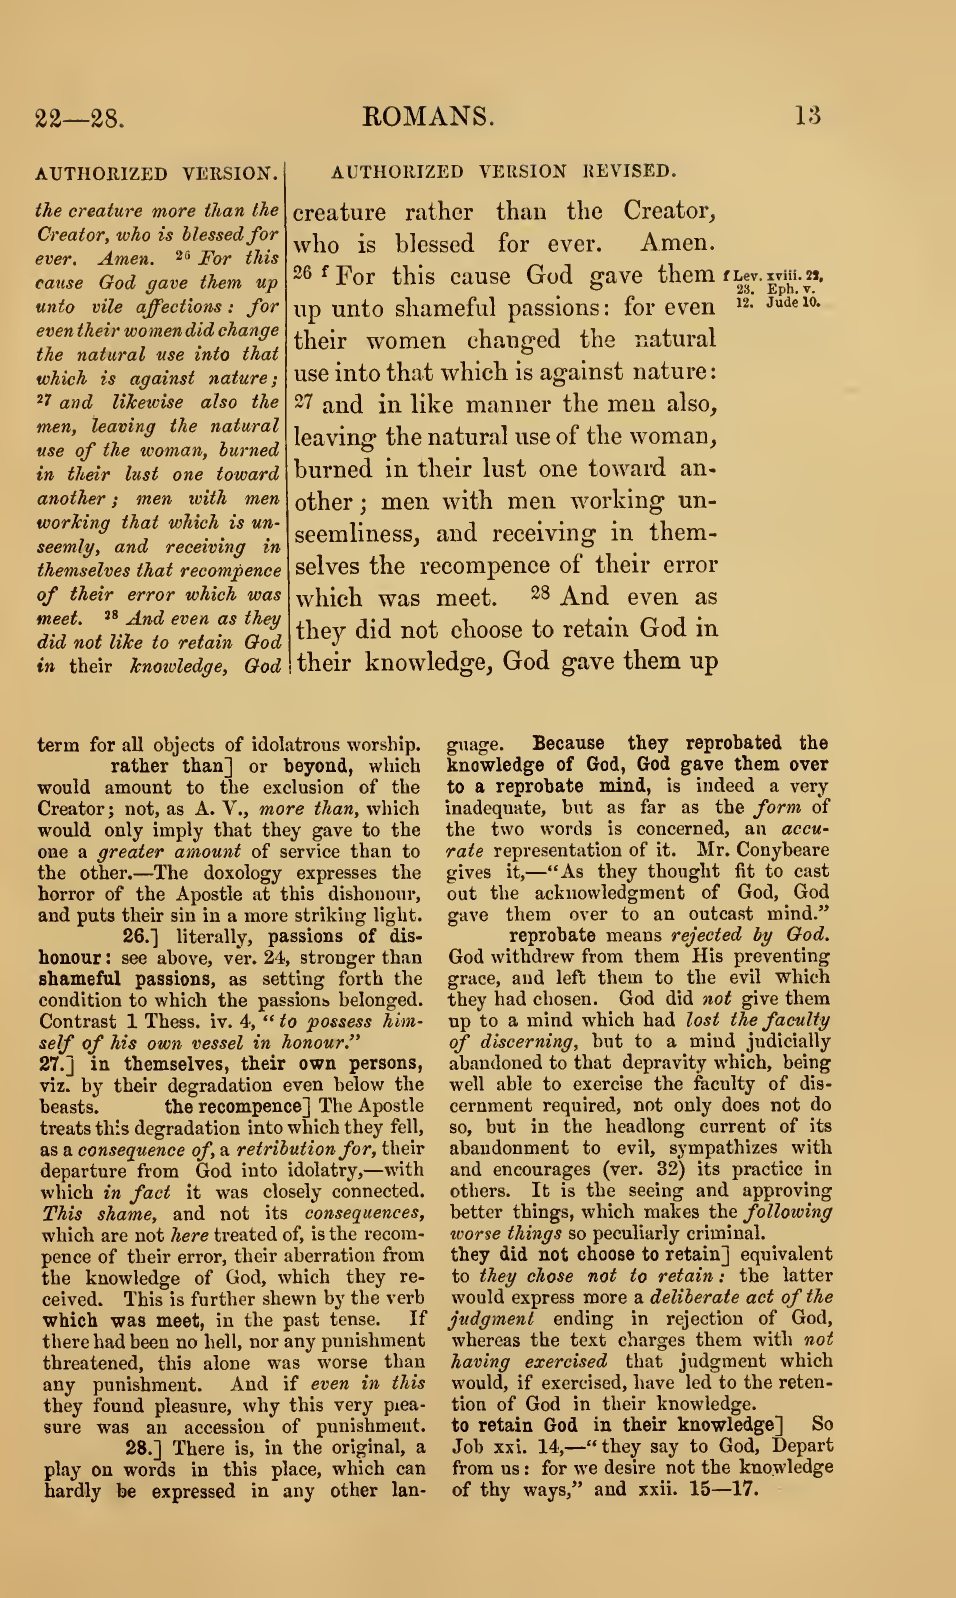 22—28.
ROMANS.
13
AUTHORIZED VERSION.
the creature more than the
Creator, who is blessed for
ever. Amen. 26 For this
cause God gave them up
unto vile affections: for
even their women did change
the natural use into that
which is against nature;
27 and likewise also the
men, leaving the natural
use of the woman, burned
in their lust one toward
another; men with men
working that which is un-
seemly, and receiving in
themselves that recompence
of their error which was
meet. 28 And even as they
did not like to retain God
in their knowledge, God
AUTHORIZED VERSION REVISED.
creature rather than the Creator,
who is blessed for ever. Amen.
26 f For this cause God gave them
up unto shameful passions: for even
their women changed the natural
use into that which is against nature:
27 and in like manner the men also,
leaving the natural use of the woman,
burned in their lust one toward an-
other; men with men working un-
seemliness, and receiving in them-
selves the recompence of their error
which was meet. 28 And even as
they did not choose to retain God in
their knowledge, God gave them up
f Lev. xviii. 22,
23. Eph. v.
12. Jude 10.
term for all objects of idolatrous worship.
rather than] or beyond, which
would amount to the exclusion of the
Creator; not, as A. V., more than, which
would only imply that they gave to the
one a greater amount of service than to
the other.—The doxology expresses the
horror of the Apostle at this dishonour,
and puts their sin in a more striking light.
26.] literally, passions of dis-
honour: see above, ver. 24, stronger than
shameful passions, as setting forth the
condition to which the passions belonged.
Contrast 1 Thess. iv. 4, "to possess him-
self of his own vessel in honour."
27.] in themselves, their own persons,
viz. by their degradation even below the
beasts. the recompence] The Apostle
treats this degradation into which they fell,
as a consequence of, a retribution for, their
departure from God into idolatry,—with
which in fact it was closely connected.
This shame, and not its consequences,
which are not here treated of, is the recom-
pence of their error, their aberration from
the knowledge of God, which they re-
ceived. This is further shewn by the verb
which was meet, in the past tense. If
there had been no hell, nor any punishment
threatened, this alone was worse than
any punishment. And if even in this
they found pleasure, why this very plea-
sure was an accession of punishment.
28.] There is, in the original, a
play on words in this place, which can
hardly be expressed in any other lan-
guage. Because they reprobated the
knowledge of God, God gave them over
to a reprobate mind, is indeed a very
inadequate, but as far as the form of
the two words is concerned, an accu-
rate representation of it. Mr. Conybeare
gives it,—"As they thought fit to cast
out the acknowledgment of God, God
gave them over to an outcast mind."
reprobate means rejected by God.
God withdrew from them His preventing
grace, and left them to the evil which
they had chosen. God did not give them
up to a mind which had lost the faculty
of discerning, but to a mind judicially
abandoned to that depravity which, being
well able to exercise the faculty of dis-
cernment required, not only does not do
so, but in the headlong current of its
abandonment to evil, sympathizes with
and encourages (ver. 32) its practice in
others. It is the seeing and approving
better things, which makes the following
worse things so peculiarly criminal.
they did not choose to retain] equivalent
to they chose not to retain: the latter
would express more a deliberate act of the
judgment ending in rejection of God,
whereas the text charges them with not
having exercised that judgment which
would, if exercised, have led to the reten-
tion of God in their knowledge.
to retain God in their knowledge] So
Job xxi. 14,—"they say to God, Depart
from us: for we desire not the knowledge
of thy ways," and xxii. 15—17.